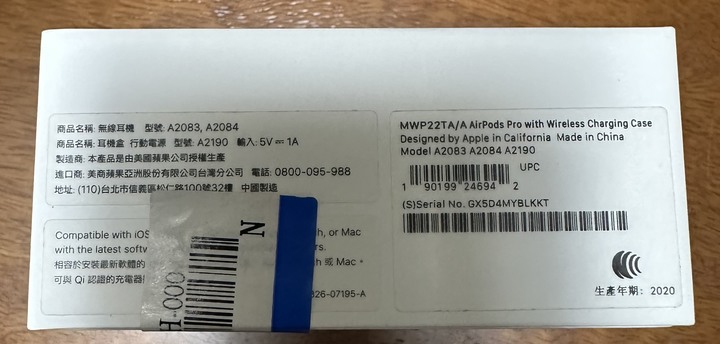 商品名稱: 無線耳機 型號: A2083, A2084
商品名稱: 耳機盒 行動電源 型號: A2190 輸入: 5V⎓1A
製造商: 本產品是由美國蘋果公司授權生產
進口商: 美商蘋果亞洲股份有限公司台灣分公司 電話: 0800-095-988
地址: (110)台北市信義區松仁路100號32樓 中國製造
Compatible with iOS
h, or Mac
with the latest softw
rs.
相容於安裝最新軟體的
h 或 Mac。
可與 Qi 認證的充電器
826-07195-A
H-000
N
MWP22TA/A AirPods Pro with Wireless Charging Case
Designed by Apple in California Made in China
Model A2083 A2084 A2190
UPC
1 90199 24694 2
(S)Serial No. GX5D4MYBLKKT
生產年期: 2020